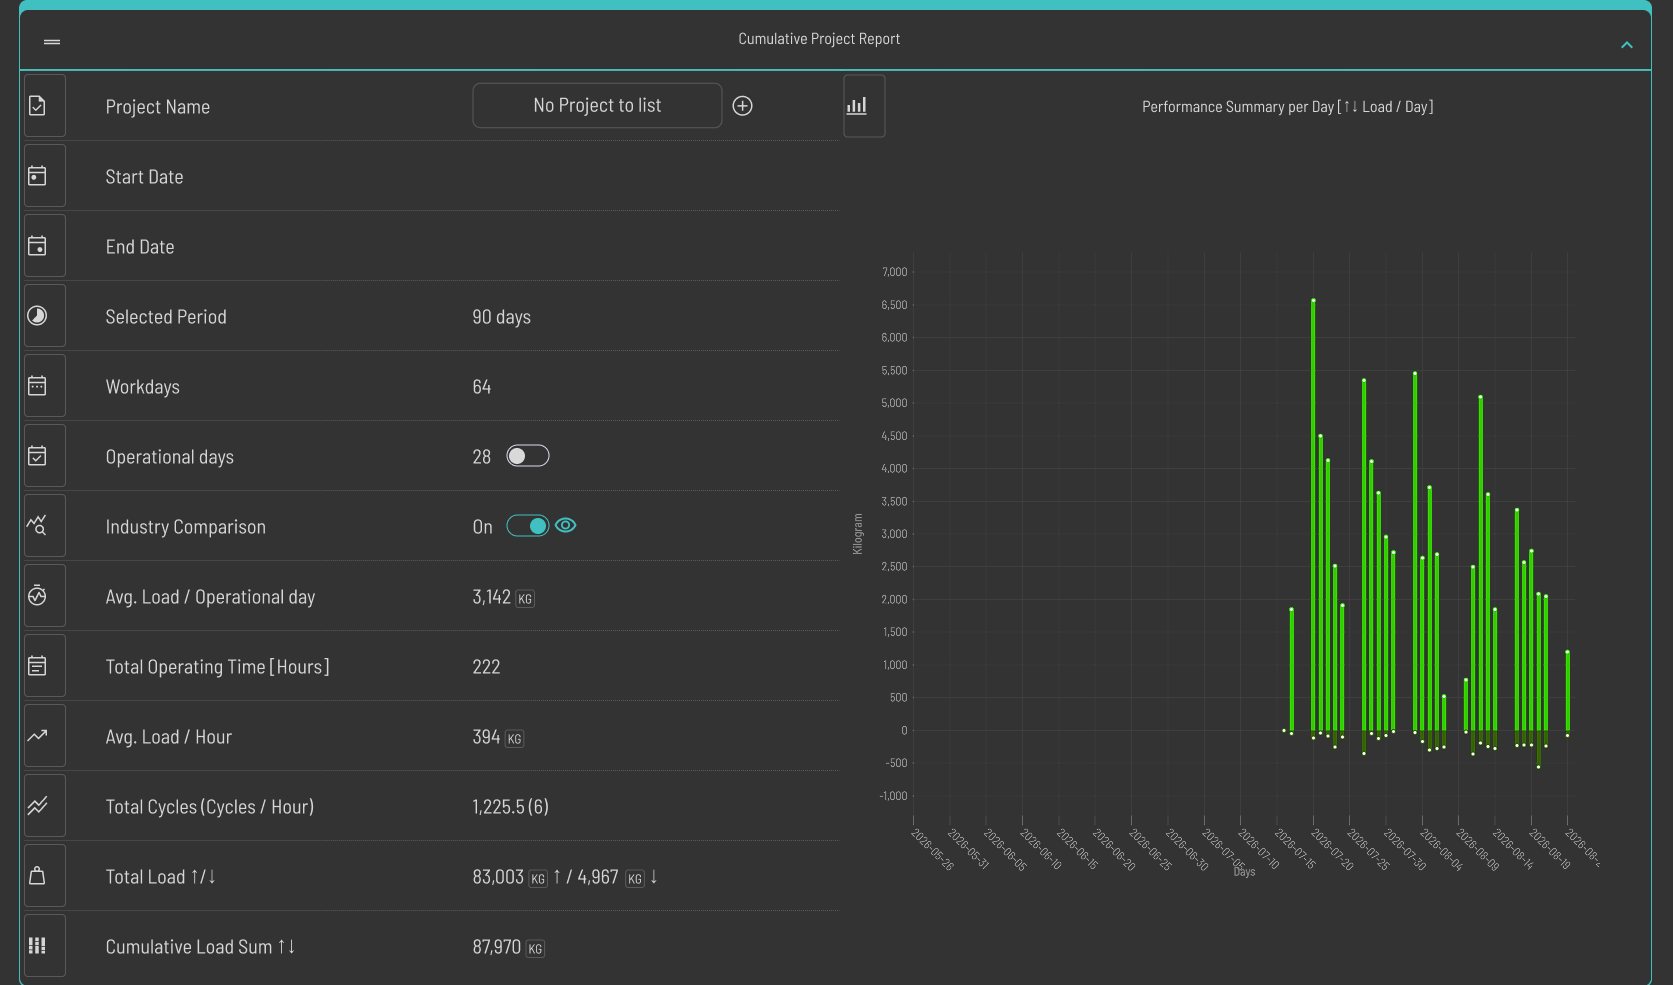 Cumulative Project Report
Project Name
No Project to list
Start Date
End Date
Selected Period
90 days
Workdays
64
Operational days
28
Industry Comparison
On
Avg. Load / Operational day
3,142 KG
Total Operating Time [Hours]
222
Avg. Load / Hour
394 KG
Total Cycles (Cycles / Hour)
1,225.5 (6)
Total Load ↑/↓
83,003 KG ↑ / 4,967 KG ↓
Cumulative Load Sum ↑↓
87,970 KG
Performance Summary per Day [↑↓ Load / Day]
7,000
6,500
6,000
5,500
5,000
4,500
4,000
3,500
3,000
2,500
2,000
1,500
1,000
500
0
-500
-1,000
Kilogram
2026-05-26
2026-05-31
2026-06-05
2026-06-10
2026-06-15
2026-06-20
2026-06-25
2026-06-30
2026-07-05
2026-07-10
2026-07-15
2026-07-20
2026-07-25
2026-07-30
2026-08-04
2026-08-09
2026-08-14
2026-08-19
2026-08-
Days